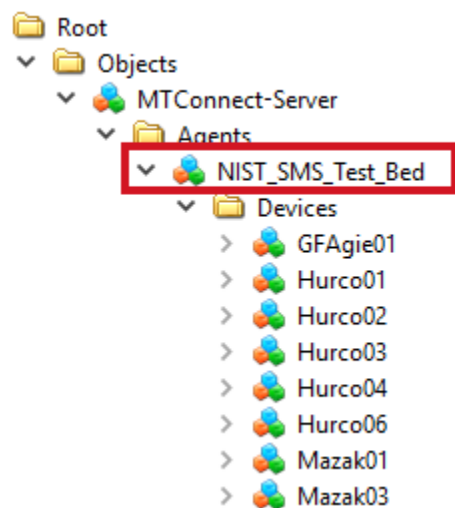 Root
Objects
MTConnect-Server
Agents
NIST_SMS_Test_Bed
Devices
GFAgie01
Hurco01
Hurco02
Hurco03
Hurco04
Hurco06
Mazak01
Mazak03